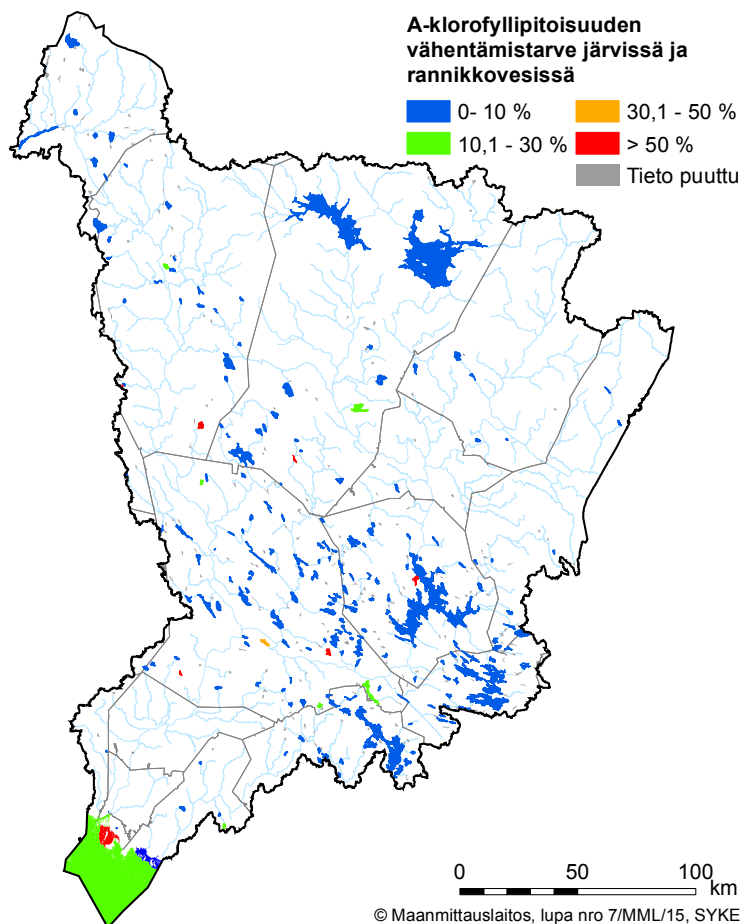 A-klorofyllipitoisuuden
vähentämistarve järvissä ja
rannikkovesissä
0- 10 %
30,1 - 50 %
10,1 - 30 %
> 50 %
Tieto puuttu
0 50 100
km
© Maanmittauslaitos, lupa nro 7/MML/15, SYKE